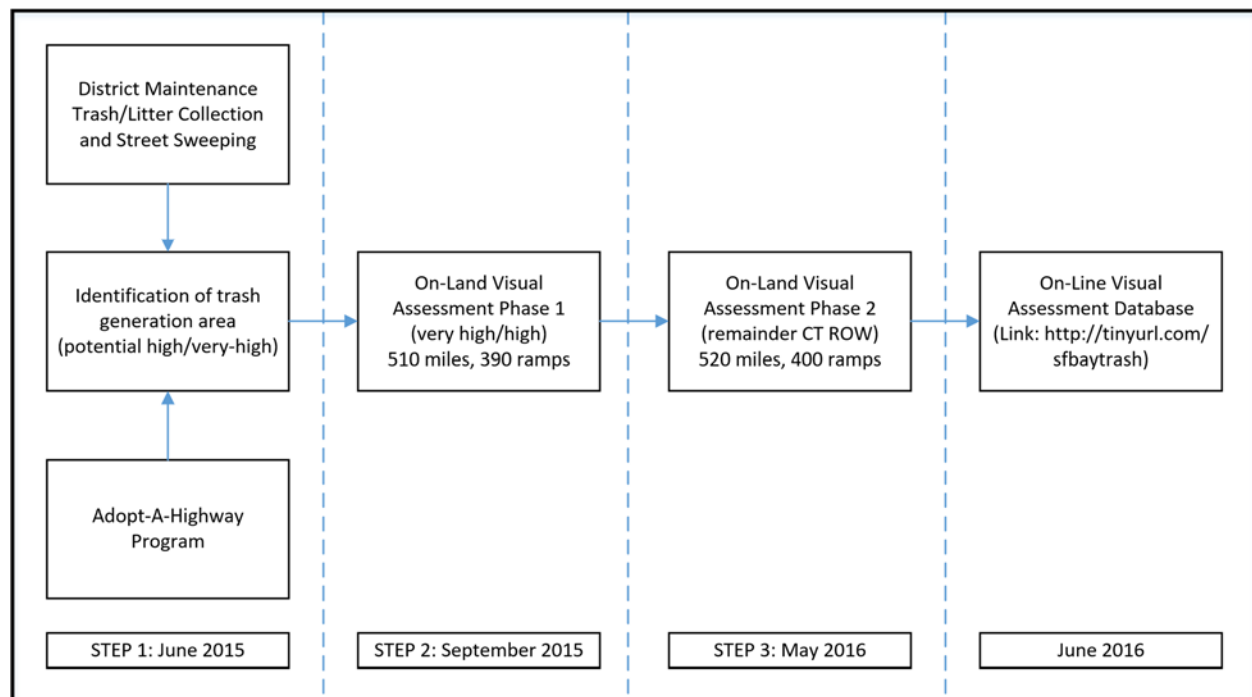 District Maintenance
Trash/Litter Collection
and Street Sweeping
Identification of trash
generation area
(potential high/very-high)
Adopt-A-Highway
Program
STEP 1: June 2015
On-Land Visual
Assessment Phase 1
(very high/high)
510 miles, 390 ramps
STEP 2: September 2015
On-Land Visual
Assessment Phase 2
(remainder CT ROW)
520 miles, 400 ramps
STEP 3: May 2016
On-Line Visual
Assessment Database
(Link: http://tinyurl.com/
sfbaytrash)
June 2016